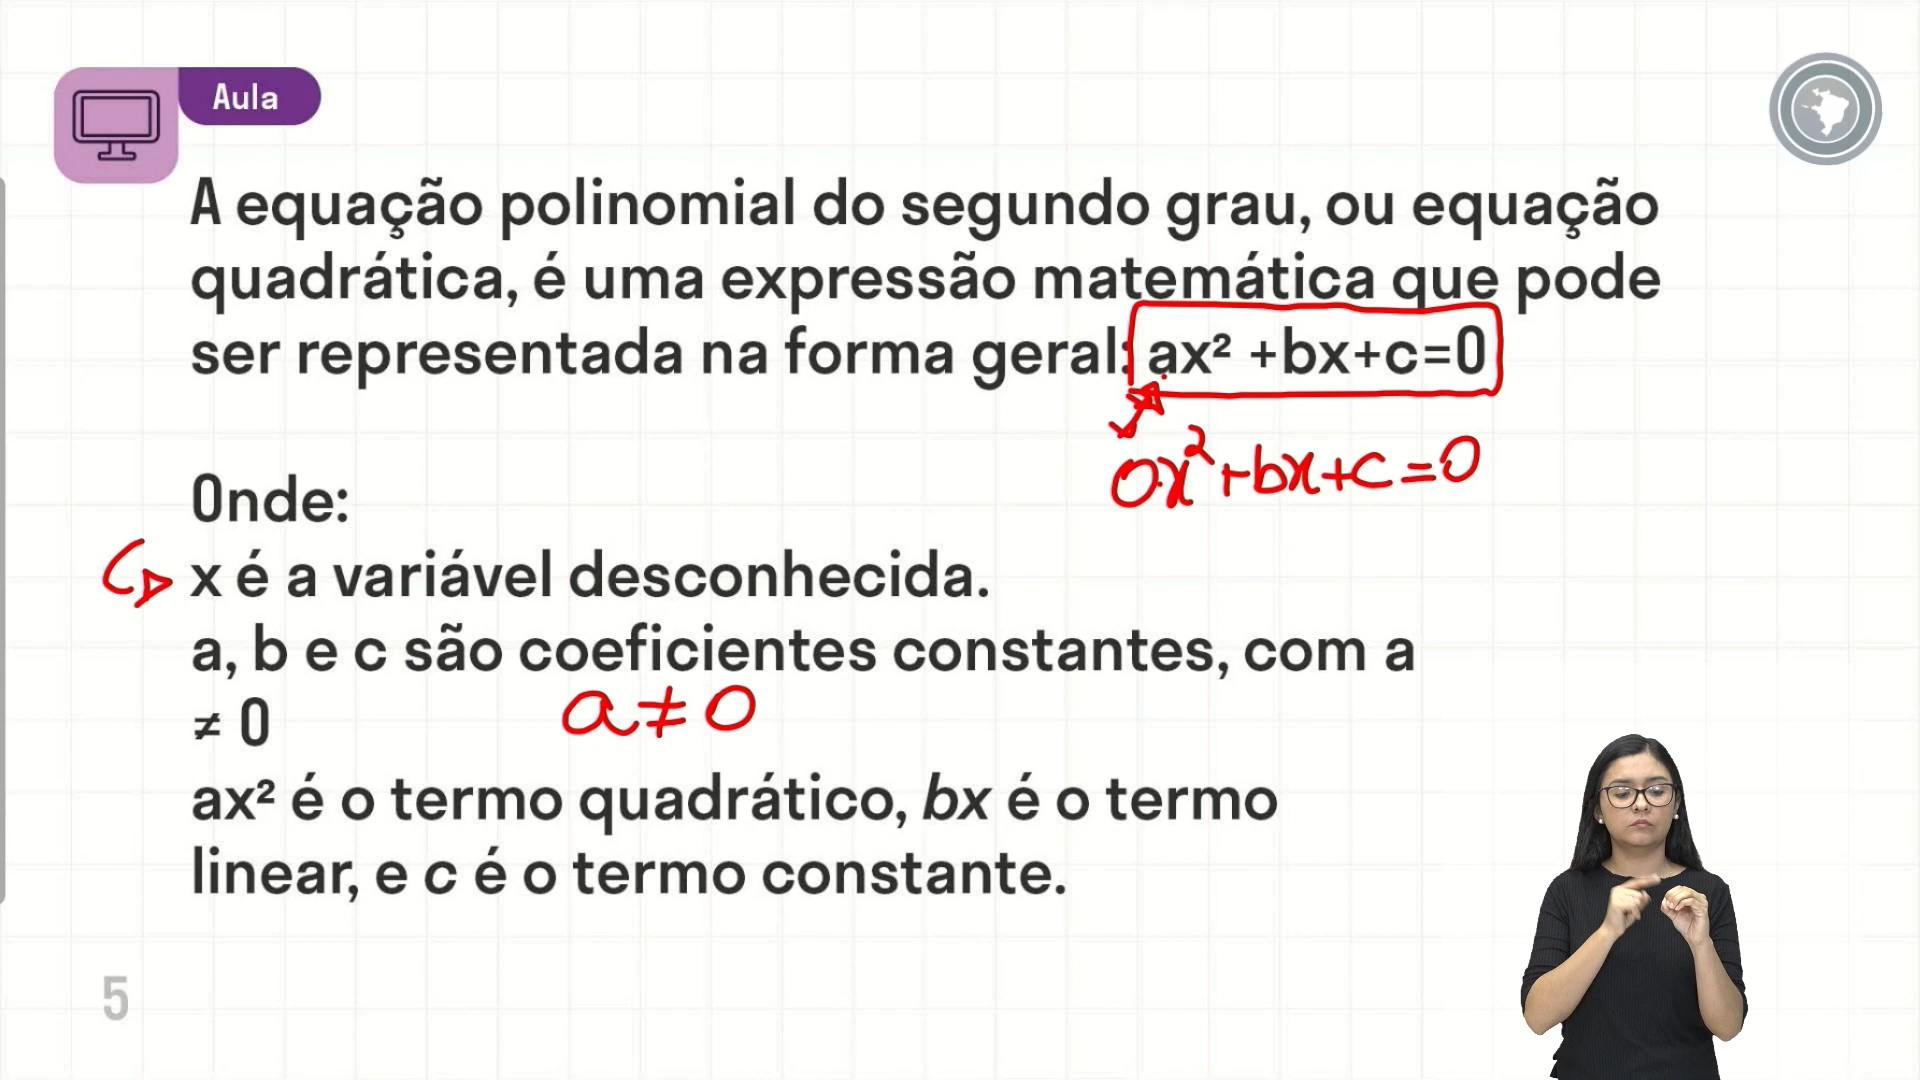 Aula
A equação polinomial do segundo grau, ou equação
quadrática, é uma expressão matemática que pode
ser representada na forma geral: ax² +bx+c=0
0x²+bx+c=0
Onde:
x é a variável desconhecida.
a, b e c são coeficientes constantes, com a
≠ 0
a≠0
ax² é o termo quadrático, bx é o termo
linear, e c é o termo constante.
5